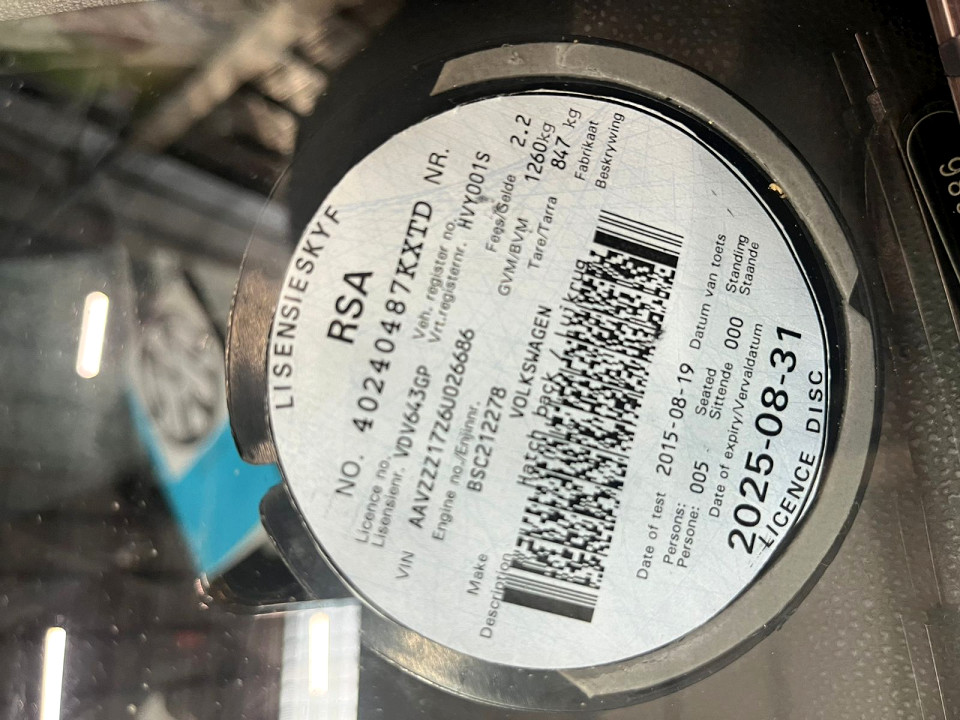 LISENSIESKYF
RSA
NO. 40240487KXTD NR.
Licence no. Veh. register no.
Lisensienr. VDV643GP Vrt.registernr. HVY001S
VIN AAVZZZ17Z6U026686 Fees/Gelde 2.2
Engine no./Enjinnr. GVM/BVM 1260kg
BSC212278 Tare/Tarra 847 kg
Make VOLKSWAGEN Fabrikaat
Description Hatch back / Luikrug Beskrywing
Date of test 2015-08-19 Datum van toets
Persons: Seated Standing
Persone: 005 Sittende 000 Staande
Date of expiry/Vervaldatum
2025-08-31
LICENCE DISC